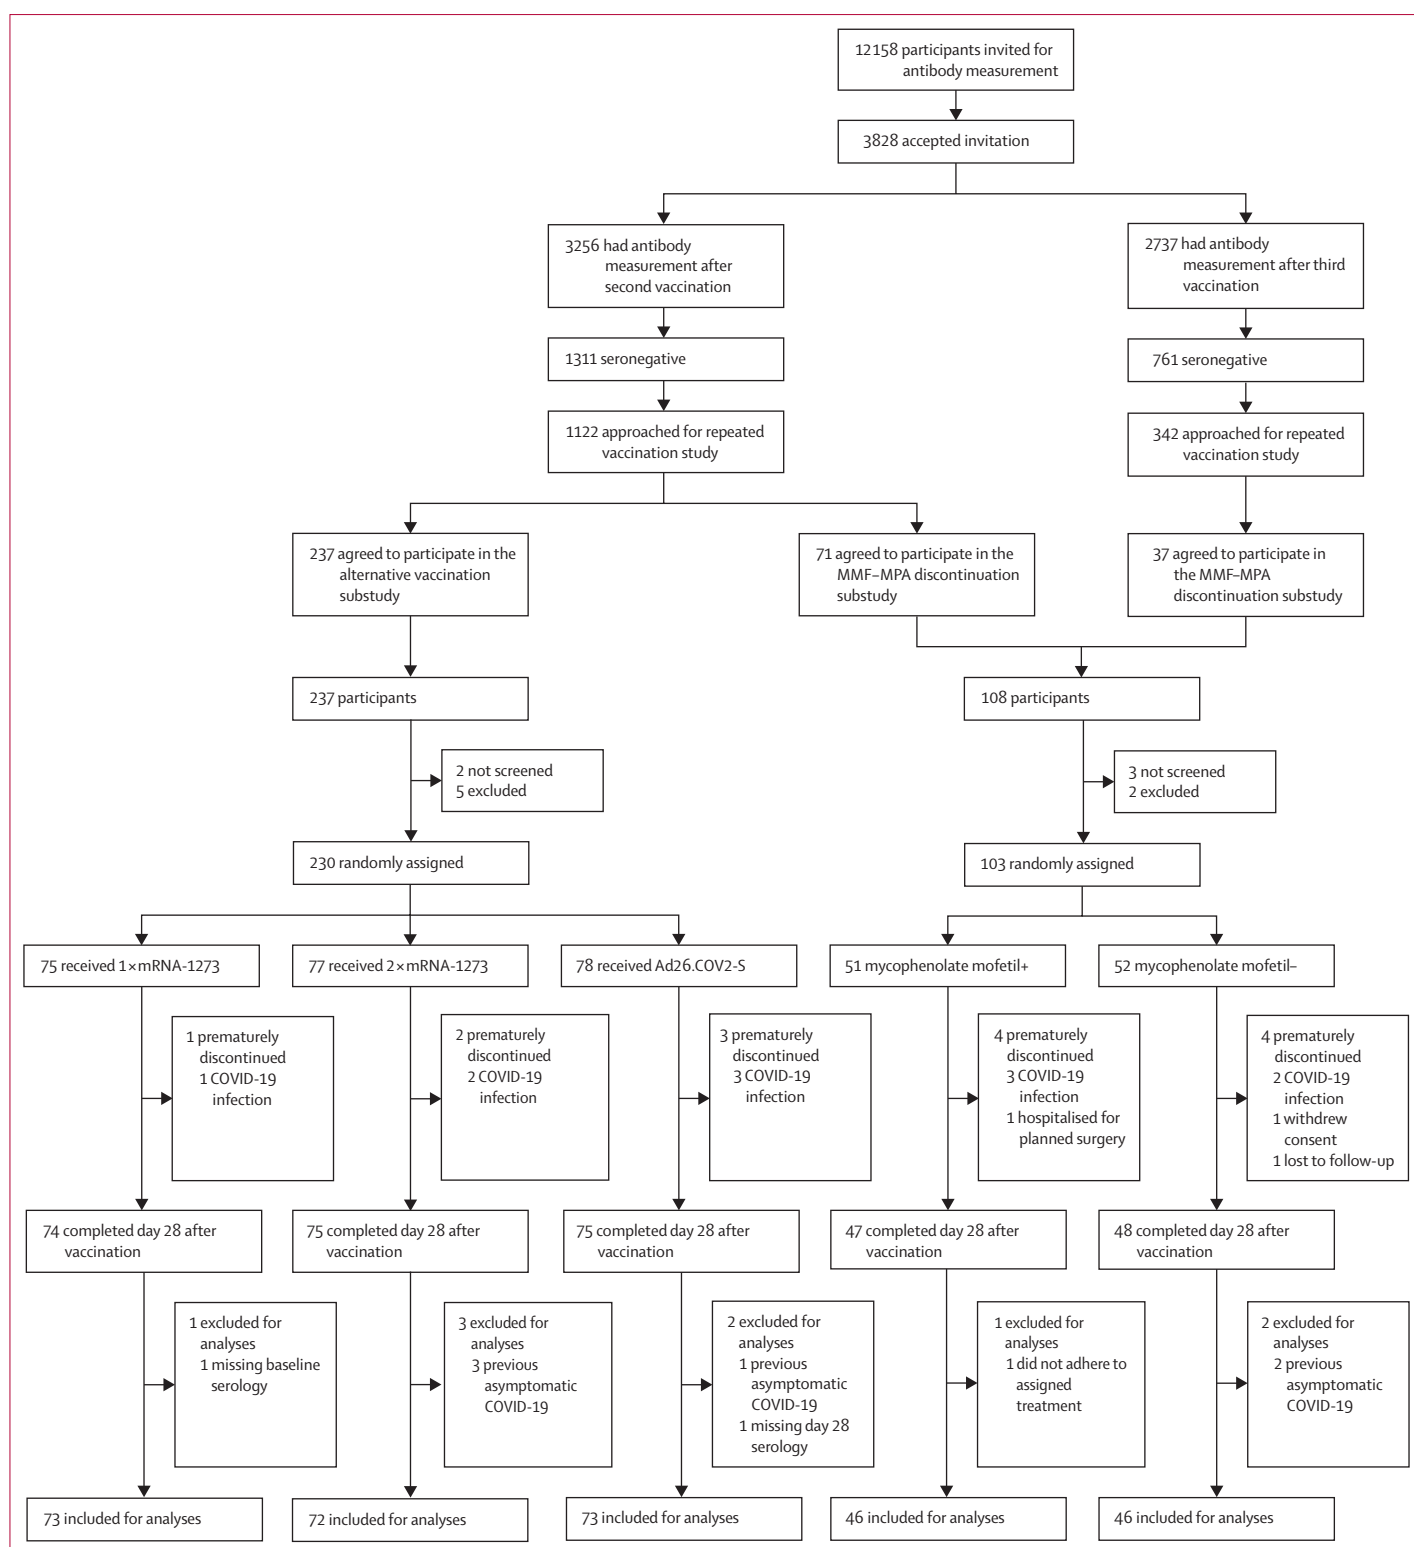 12158 participants invited for
antibody measurement
3828 accepted invitation
3256 had antibody
measurement after
second vaccination
2737 had antibody
measurement after third
vaccination
1311 seronegative
761 seronegative
1122 approached for repeated
vaccination study
342 approached for repeated
vaccination study
237 agreed to participate in the
alternative vaccination
substudy
71 agreed to participate in the
MMF–MPA discontinuation
substudy
37 agreed to participate in
the MMF–MPA
discontinuation substudy
237 participants
108 participants
2 not screened
5 excluded
3 not screened
2 excluded
230 randomly assigned
103 randomly assigned
75 received 1×mRNA-1273
77 received 2×mRNA-1273
78 received Ad26.COV2-S
51 mycophenolate mofetil+
52 mycophenolate mofetil–
1 prematurely
discontinued
1 COVID-19
infection
2 prematurely
discontinued
2 COVID-19
infection
3 prematurely
discontinued
3 COVID-19
infection
4 prematurely
discontinued
3 COVID-19
infection
1 hospitalised for
planned surgery
4 prematurely
discontinued
2 COVID-19
infection
1 withdrew
consent
1 lost to follow-up
74 completed day 28 after
vaccination
75 completed day 28 after
vaccination
75 completed day 28 after
vaccination
47 completed day 28 after
vaccination
48 completed day 28 after
vaccination
1 excluded for
analyses
1 missing baseline
serology
3 excluded for
analyses
3 previous
asymptomatic
COVID-19
2 excluded for
analyses
1 previous
asymptomatic
COVID-19
1 missing day 28
serology
1 excluded for
analyses
1 did not adhere to
assigned
treatment
2 excluded for
analyses
2 previous
asymptomatic
COVID-19
73 included for analyses
72 included for analyses
73 included for analyses
46 included for analyses
46 included for analyses